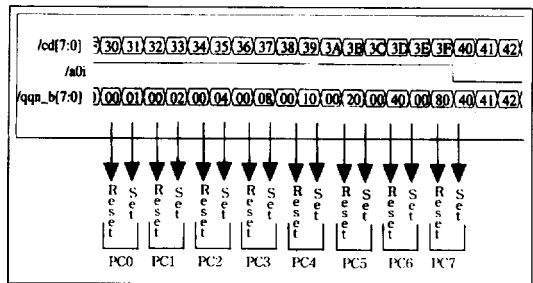 /cd[7:0] 30 31 32 33 34 35 36 37 38 39 3A 3B 3C 3D 3E 3F 40 41 42
/a0i
/qqn_b[7:0] 00 01 00 02 00 04 00 08 00 10 00 20 00 40 00 80 40 41 42
Reset Set Reset Set Reset Set Reset Set Reset Set Reset Set Reset Set Reset Set
PC0 PC1 PC2 PC3 PC4 PC5 PC6 PC7